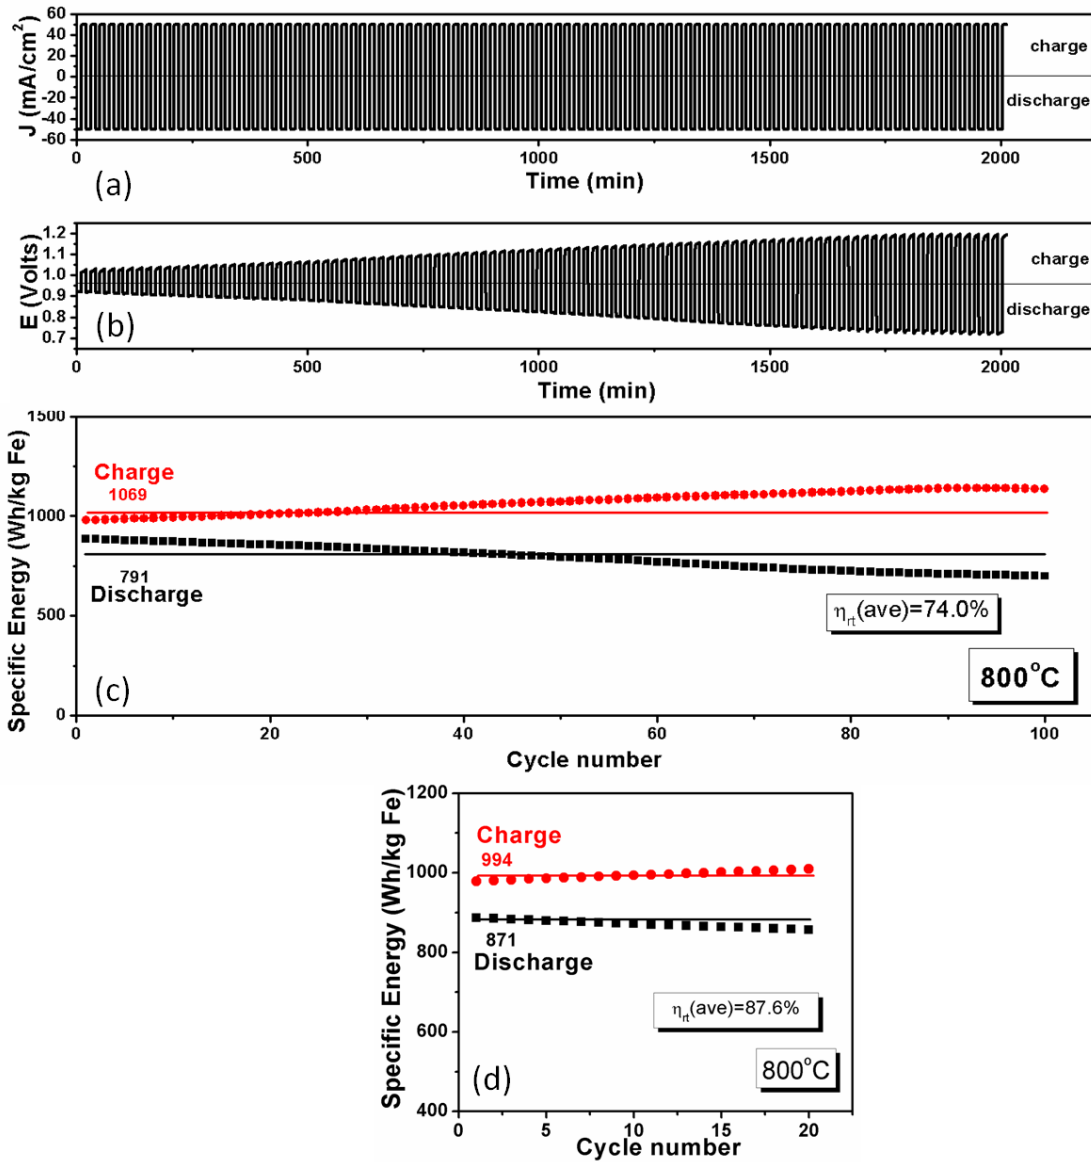 60
40
20
0
-20
-40
-60
J (mA/cm²)
charge
discharge
0 500 1000 1500 2000
Time (min)
(a)
1.2
1.1
1.0
0.9
0.8
0.7
E (Volts)
charge
discharge
(b)
0 500 1000 1500 2000
Time (min)
1500
1000
500
0
Specific Energy (Wh/kg Fe)
Charge
1069
791
Discharge
ηrt(ave)=74.0%
800°C
(c)
0 20 40 60 80 100
Cycle number
1200
1000
800
600
400
Specific Energy (Wh/kg Fe)
Charge
994
871
Discharge
ηrt(ave)=87.6%
800°C
(d)
0 5 10 15 20
Cycle number